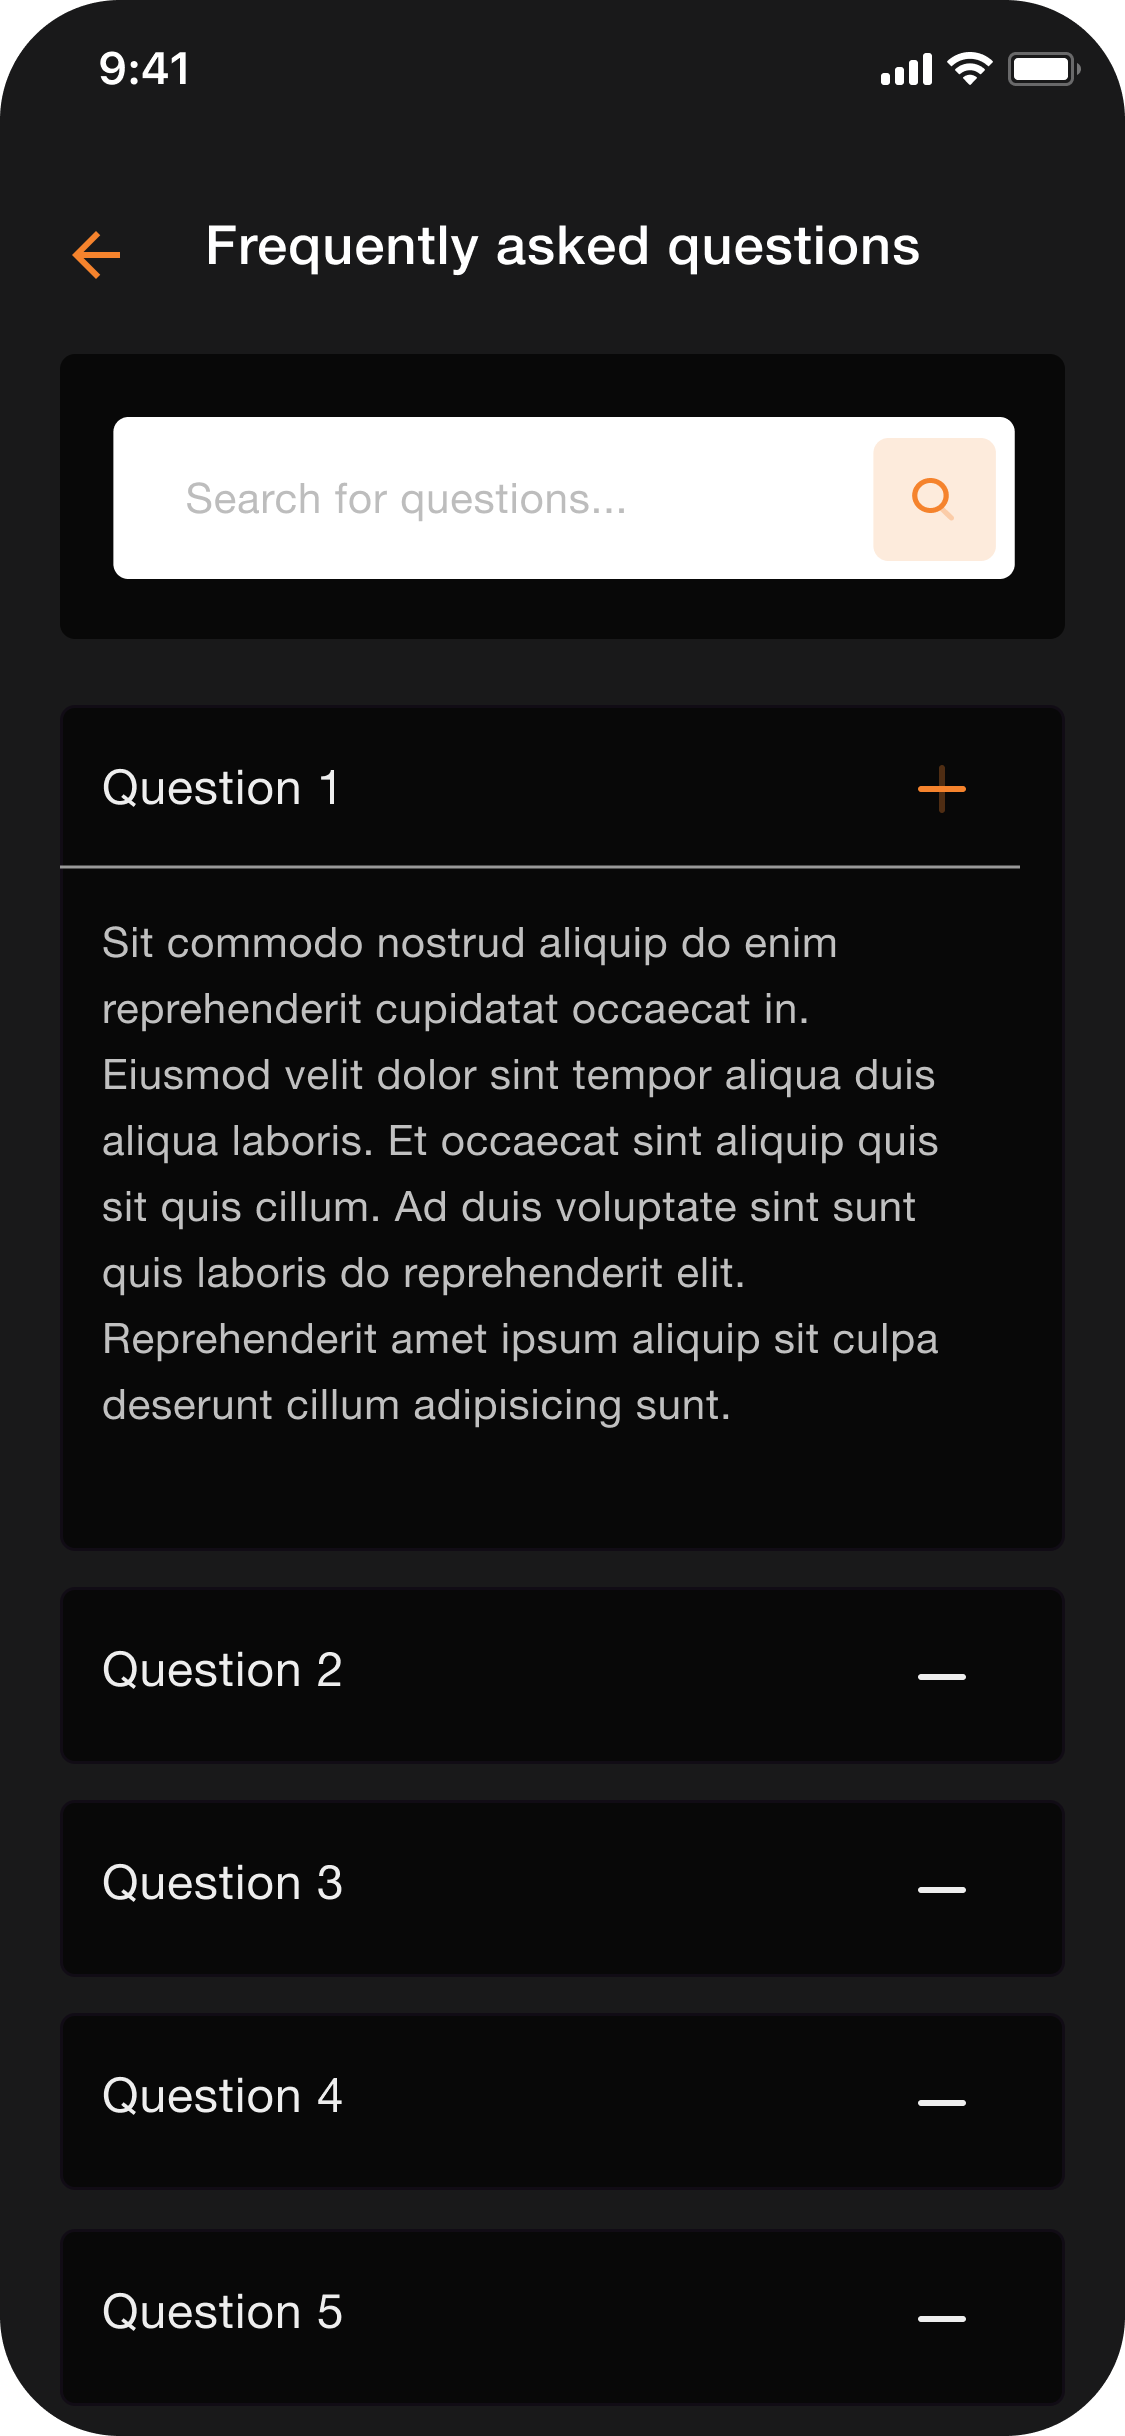 9:41
Frequently asked questions
Search for questions...
Question 1
Sit commodo nostrud aliquip do enim
reprehenderit cupidatat occaecat in.
Eiusmod velit dolor sint tempor aliqua duis
aliqua laboris. Et occaecat sint aliquip quis
sit quis cillum. Ad duis voluptate sint sunt
quis laboris do reprehenderit elit.
Reprehenderit amet ipsum aliquip sit culpa
deserunt cillum adipisicing sunt.
Question 2
Question 3
Question 4
Question 5